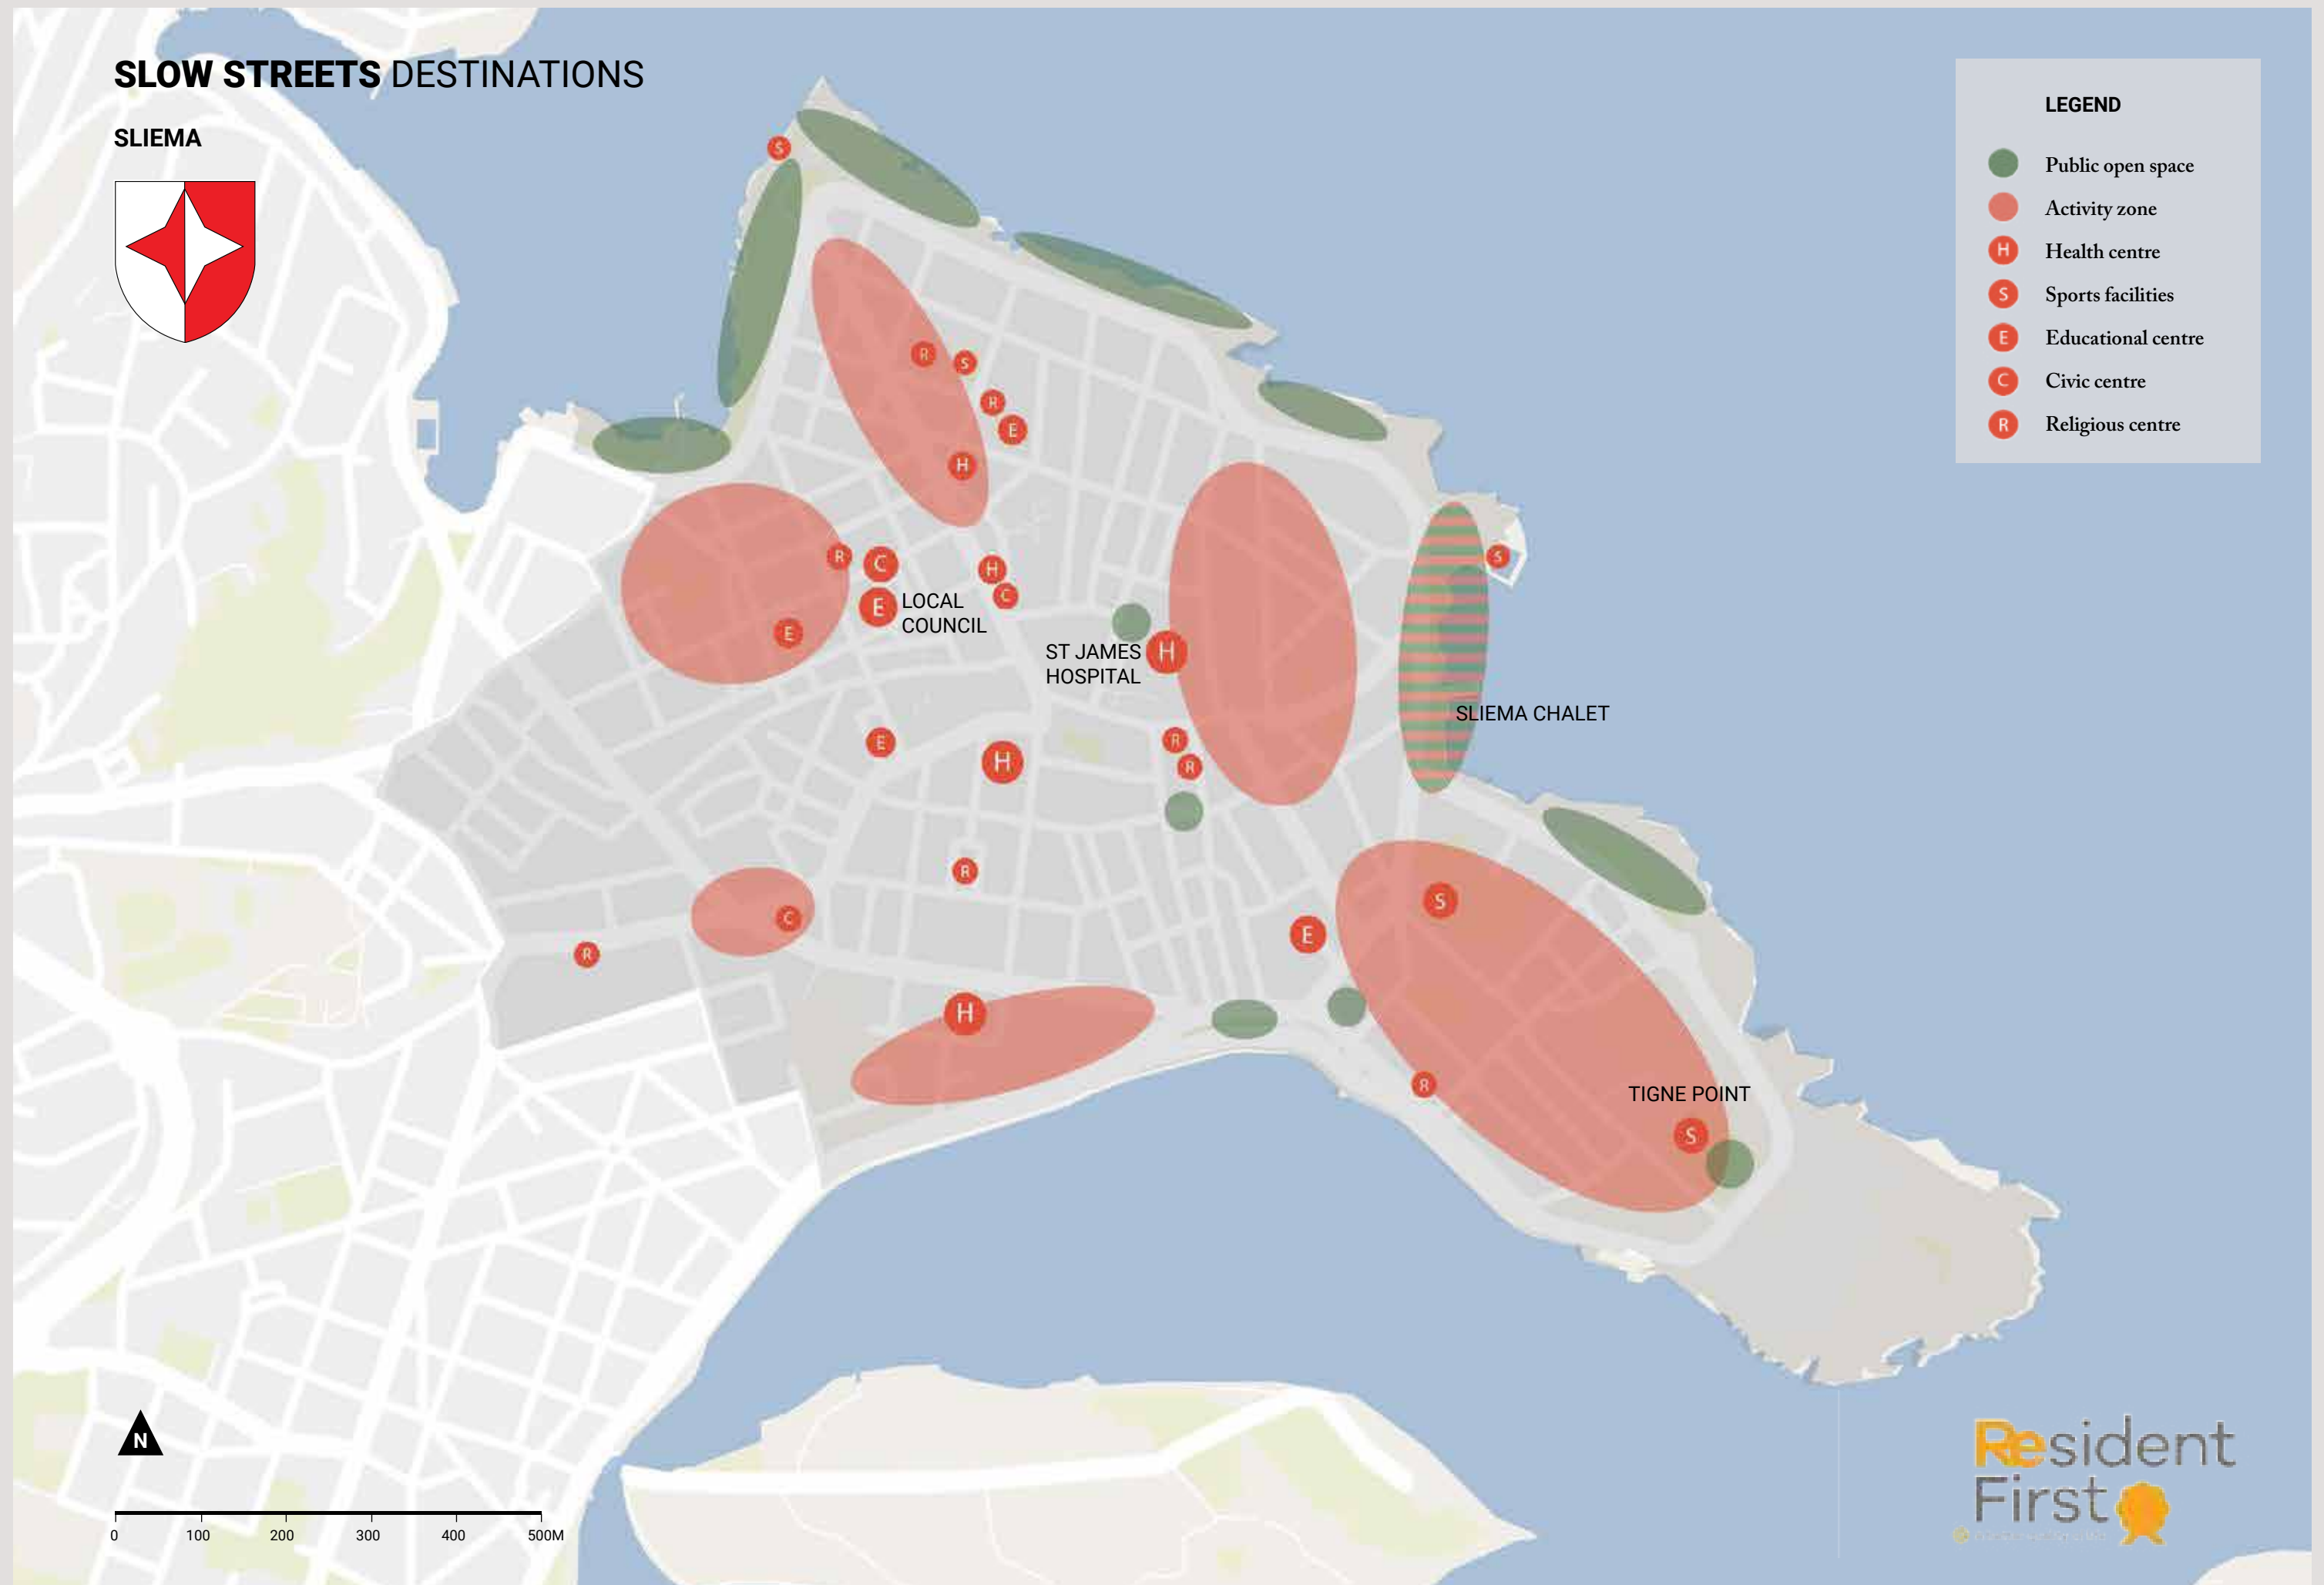 SLOW STREETS DESTINATIONS
SLIEMA
LEGEND
Public open space
Activity zone
H Health centre
S Sports facilities
E Educational centre
C Civic centre
R Religious centre
S
R
S
R
E
H
R
C
H
S
C
E
LOCAL
COUNCIL
E
ST JAMES
HOSPITAL
H
SLIEMA CHALET
R
E
H
R
R
S
C
E
R
H
R
TIGNE POINT
S
N
0 100 200 300 400 500M
Resident
First